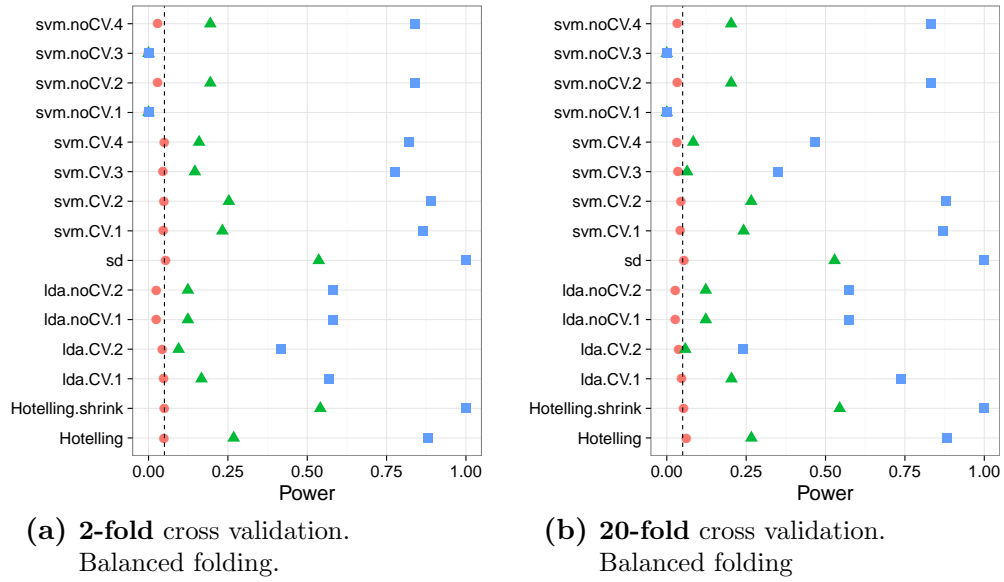 svm.noCV.4
svm.noCV.3
svm.noCV.2
svm.noCV.1
svm.CV.4
svm.CV.3
svm.CV.2
svm.CV.1
sd
lda.noCV.2
lda.noCV.1
lda.CV.2
lda.CV.1
Hotelling.shrink
Hotelling
0.00 0.25 0.50 0.75 1.00
Power
(a) 2-fold cross validation.
Balanced folding.
svm.noCV.4
svm.noCV.3
svm.noCV.2
svm.noCV.1
svm.CV.4
svm.CV.3
svm.CV.2
svm.CV.1
sd
lda.noCV.2
lda.noCV.1
lda.CV.2
lda.CV.1
Hotelling.shrink
Hotelling
0.00 0.25 0.50 0.75 1.00
Power
(b) 20-fold cross validation.
Balanced folding